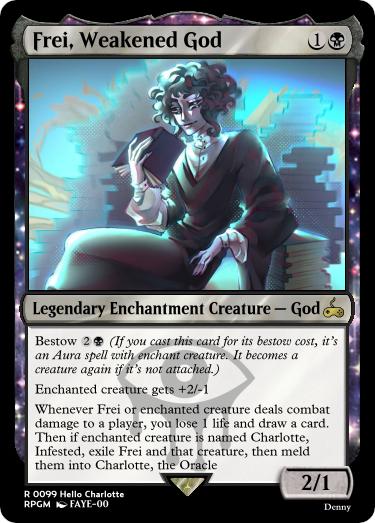 Frei, Weakened God 1
Legendary Enchantment Creature — God
Bestow 2 (If you cast this card for its bestow cost, it's
an Aura spell with enchant creature. It becomes a
creature again if it's not attached.)
Enchanted creature gets +2/-1
Whenever Frei or enchanted creature deals combat
damage to a player, you lose 1 life and draw a card.
Then if enchanted creature is named Charlotte,
Infested, exile Frei and that creature, then meld
them into Charlotte, the Oracle
2/1
R 0099 Hello Charlotte
RPGM FAYE-OO
Denny